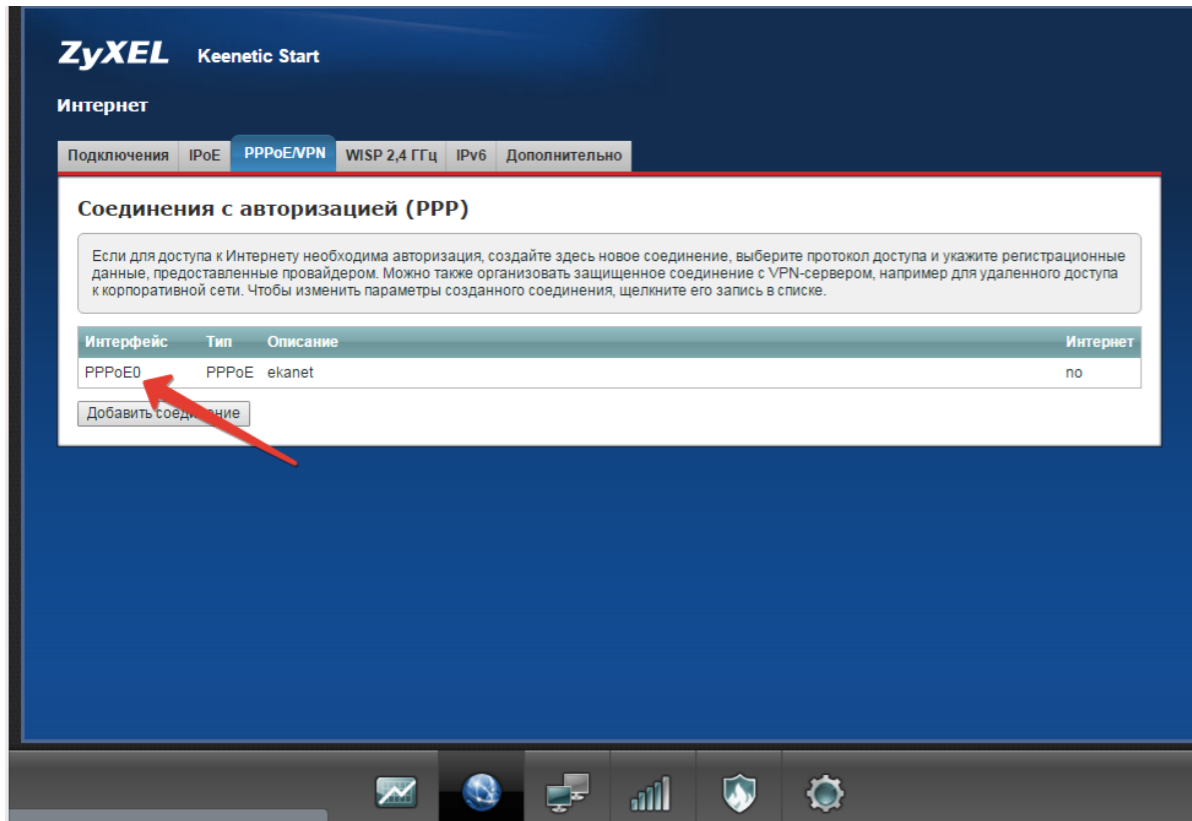 ZyXEL Keenetic Start
Интернет
Подключения IPoE PPPoE/VPN WISP 2,4 ГГц IPv6 Дополнительно
Соединения с авторизацией (PPP)
Если для доступа к Интернету необходима авторизация, создайте здесь новое соединение, выберите протокол доступа и укажите регистрационные
данные, предоставленные провайдером. Можно также организовать защищенное соединение с VPN-сервером, например для удаленного доступа
к корпоративной сети. Чтобы изменить параметры созданного соединения, щелкните его запись в списке.
Интерфейс Тип Описание Интернет
PPPoE0 PPPoE ekanet no
Добавить соединение